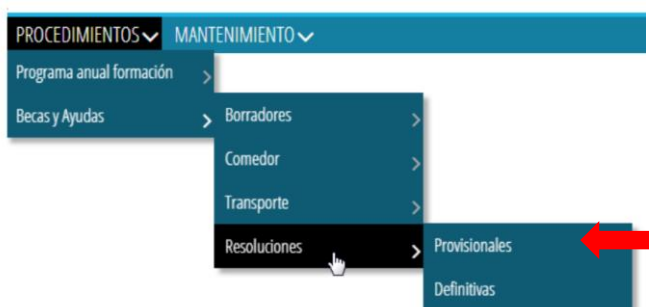 PROCEDIMIENTOS MANTENIMIENTO
Programa anual formación
Becas y Ayudas
Borradores
Comedor
Transporte
Resoluciones
Provisionales
Definitivas